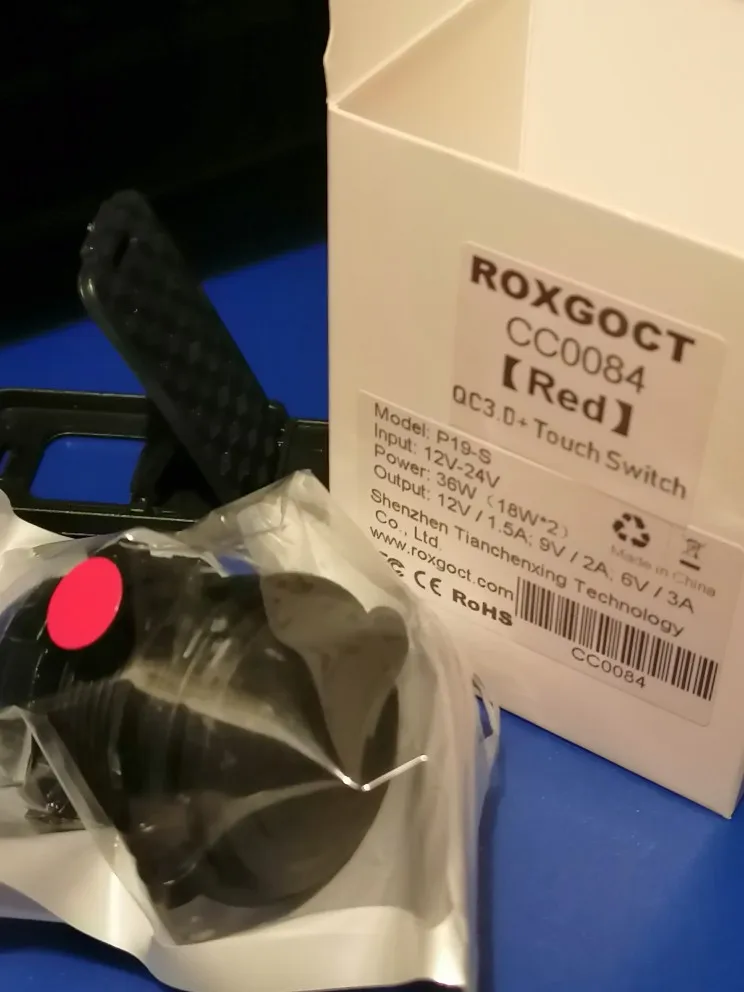 ROXGOCT
CC0084
【Red】
QC3.0+ Touch Switch
Model: P19-S
Input: 12V-24V
Power: 36W（18W*2）
Output: 12V / 1.5A; 9V / 2A; 6V / 3A
Shenzhen Tianchenxing Technology
Co., Ltd.
www.roxgoct.com
Made in China
CE RoHS
CC0084